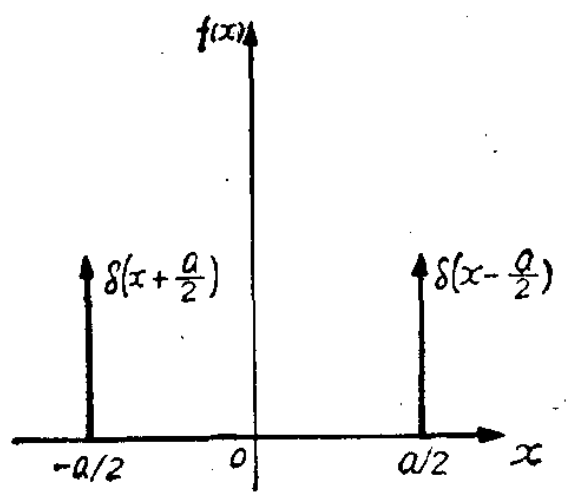 f(x)
δ(x + a/2)
δ(x - a/2)
-a/2
0
a/2
x